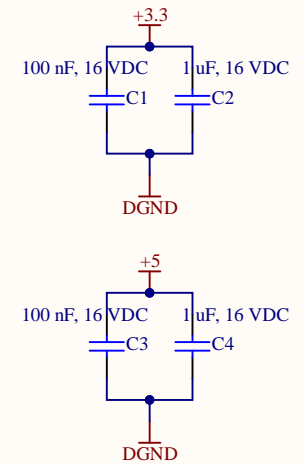 +3.3
100 nF, 16 VDC 1 uF, 16 VDC
C1 C2
DGND
+5
100 nF, 16 VDC 1 uF, 16 VDC
C3 C4
DGND